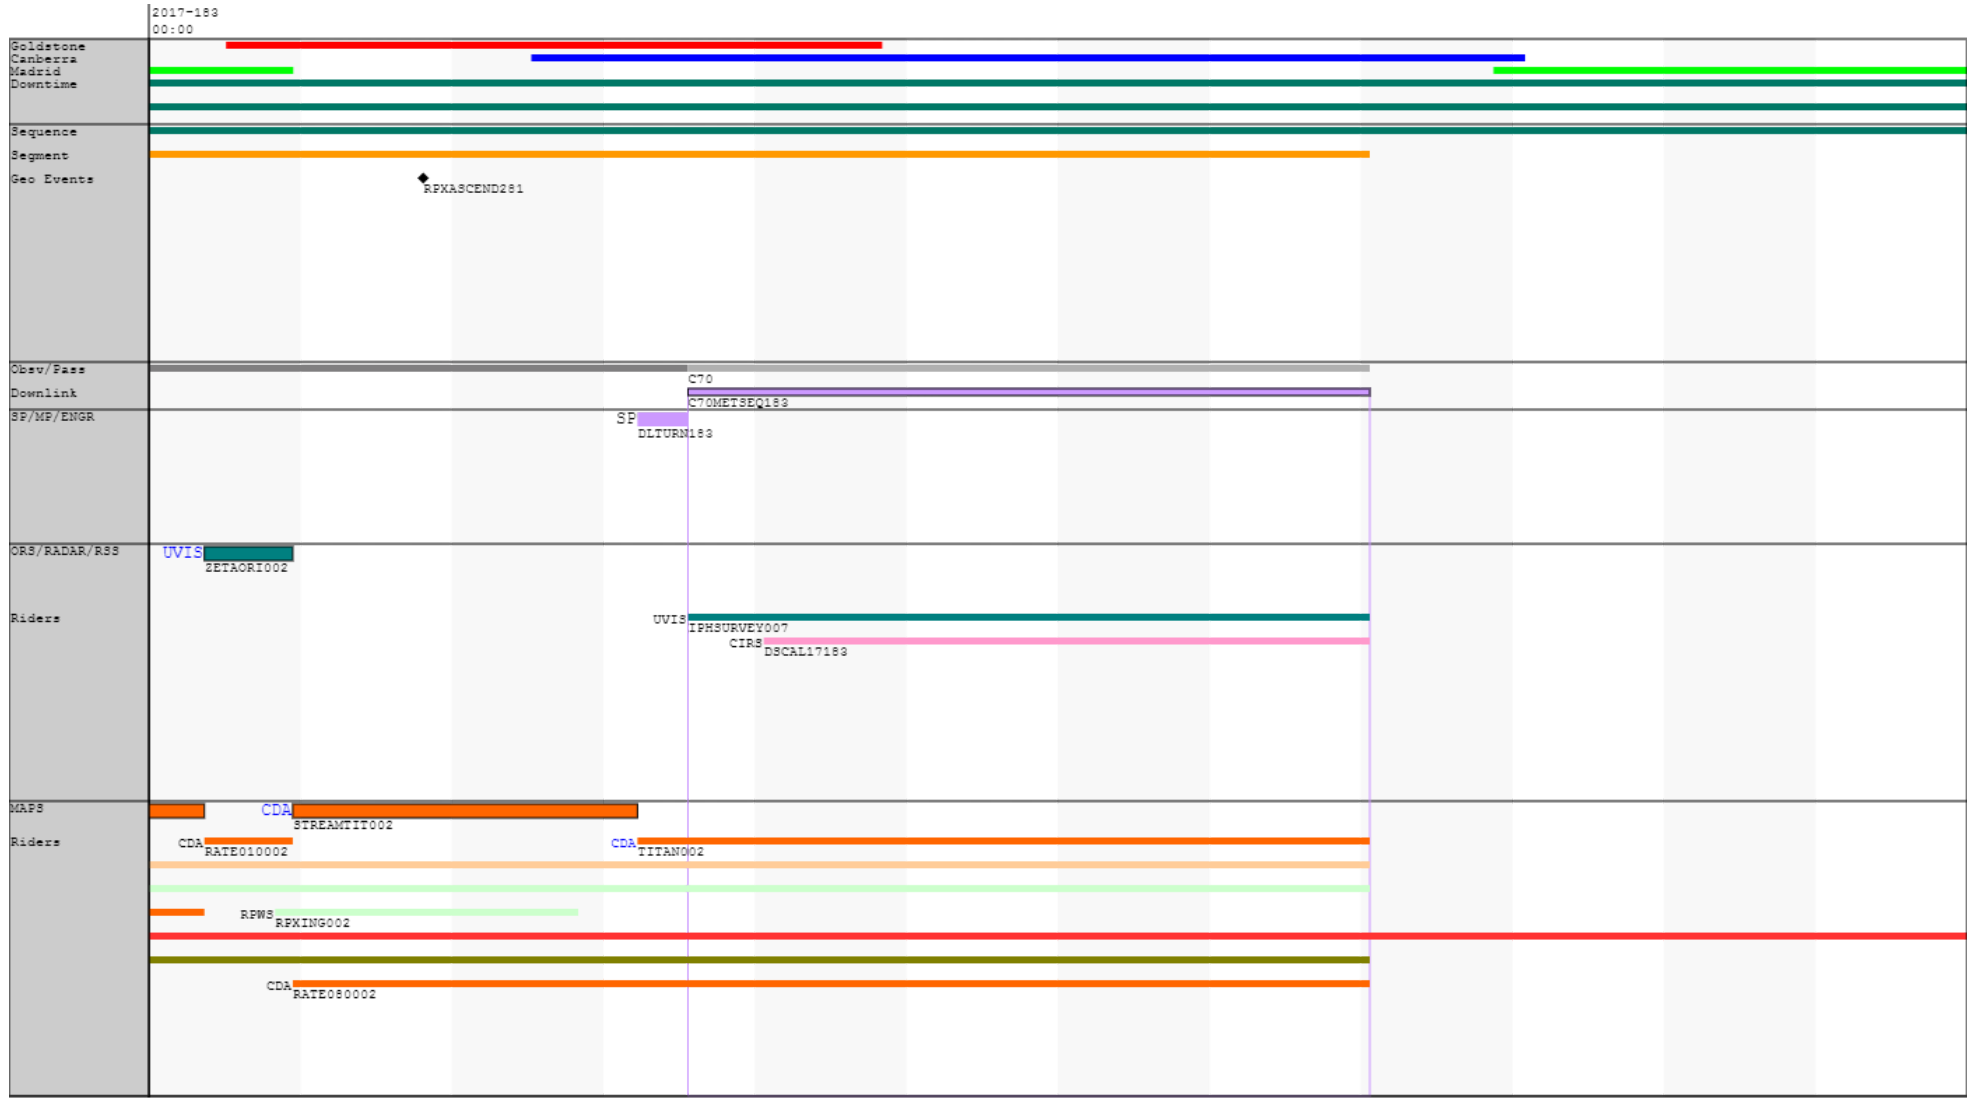 2017-183
00:00
Goldstone
Canberra
Madrid
Downtime
Sequence
Segment
Geo Events
RPXASCEND281
Obsv/Pass
C70
Downlink
C70METSEQ183
SP/MP/ENGR
SP
DLTURN183
ORS/RADAR/RSS
UVIS
ZETAORI002
Riders
UVIS
IPHSURVEY007
CIRS
DSCAL17183
MAPS
CDA
STREAMTIT002
Riders
CDA
RATE010002
CDA
TITAN002
RPWS
RPXING002
CDA
RATE080002